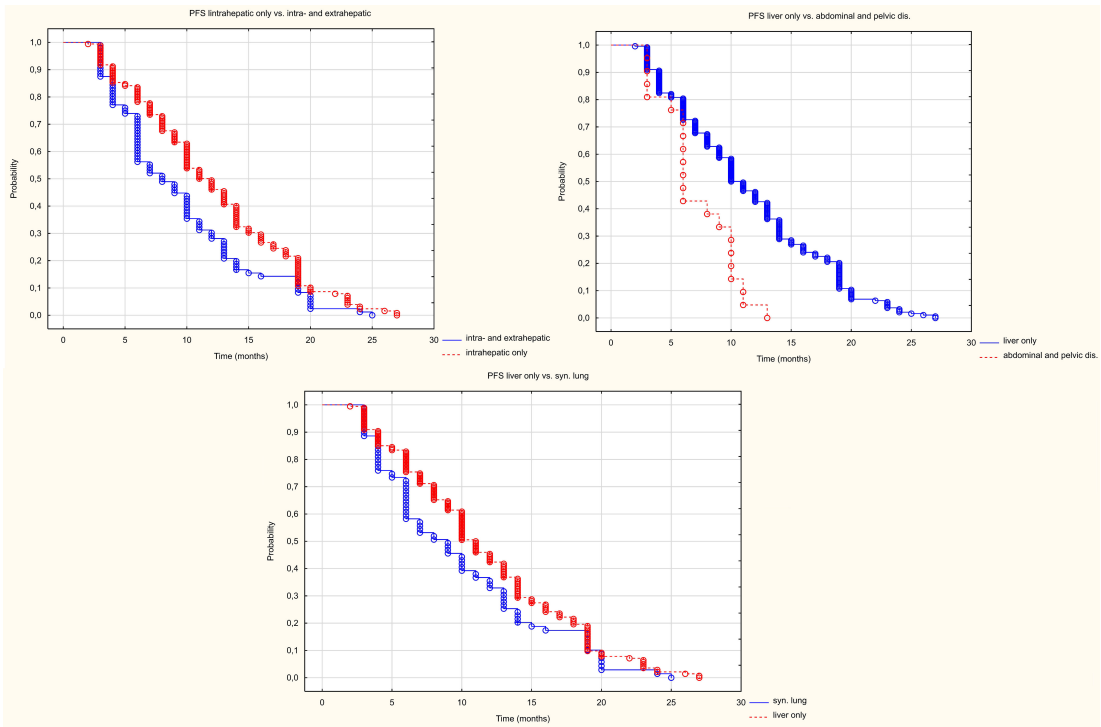 PFS lintrahepatic only vs. intra- and extrahepatic
1,0
0,9
0,8
0,7
0,6
0,5
0,4
0,3
0,2
0,1
0,0
Probability
0 5 10 15 20 25 30
Time (months)
intra- and extrahepatic
intrahepatic only
PFS liver only vs. abdominal and pelvic dis.
1,0
0,9
0,8
0,7
0,6
0,5
0,4
0,3
0,2
0,1
0,0
Probability
0 5 10 15 20 25 30
Time (months)
liver only
abdominal and pelvic dis.
PFS liver only vs. syn. lung
1,0
0,9
0,8
0,7
0,6
0,5
0,4
0,3
0,2
0,1
0,0
Probability
0 5 10 15 20 25 30
Time (months)
syn. lung
liver only